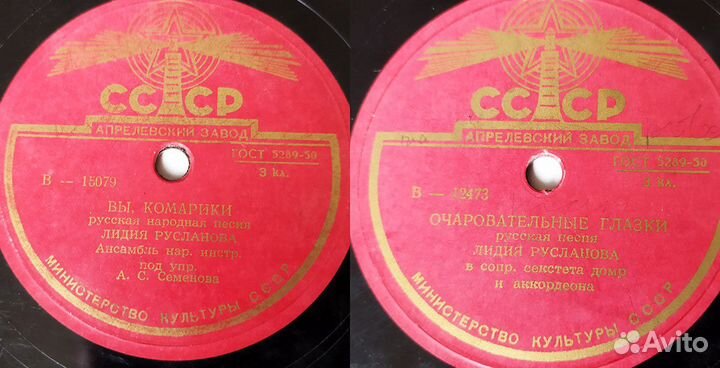 СССР
АПРЕЛЕВСКИЙ ЗАВОД
ГОСТ 5289-50
3 кл.
В — 15079
ВЫ, КОМАРИКИ
русская народная песня
ЛИДИЯ РУСЛАНОВА
Ансамбль нар. инстр.
под упр.
А. С. Семенова
МИНИСТЕРСТВО КУЛЬТУРЫ СССР
СССР
АПРЕЛЕВСКИЙ ЗАВОД
ГОСТ 5289-50
3 кл.
В — 12473
ОЧАРОВАТЕЛЬНЫЕ ГЛАЗКИ
русская песня
ЛИДИЯ РУСЛАНОВА
в сопр. секстета домр
и аккордеона
МИНИСТЕРСТВО КУЛЬТУРЫ СССР
Avito